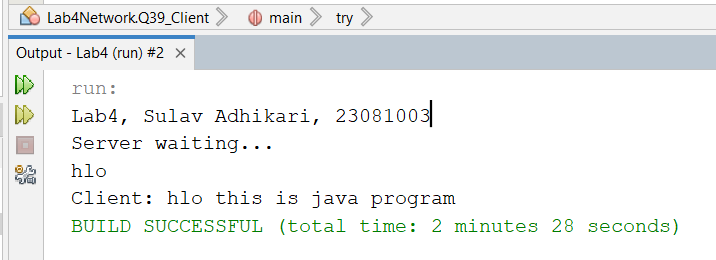 Lab4Network.Q39_Client main try
Output - Lab4 (run) #2 ×
run:
Lab4, Sulav Adhikari, 23081003
Server waiting...
hlo
Client: hlo this is java program
BUILD SUCCESSFUL (total time: 2 minutes 28 seconds)